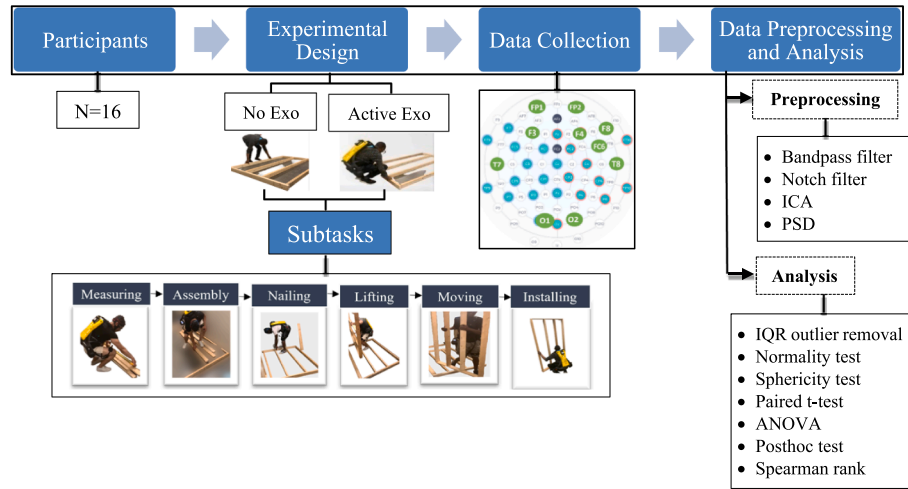 Participants
Experimental
Design
Data Collection
Data Preprocessing
and Analysis
N=16
No Exo
Active Exo
Subtasks
Measuring
Assembly
Nailing
Lifting
Moving
Installing
FP1
FP2
F3
F4
F8
FC6
T7
T8
O1
O2
Preprocessing
• Bandpass filter
• Notch filter
• ICA
• PSD
Analysis
• IQR outlier removal
• Normality test
• Sphericity test
• Paired t-test
• ANOVA
• Posthoc test
• Spearman rank